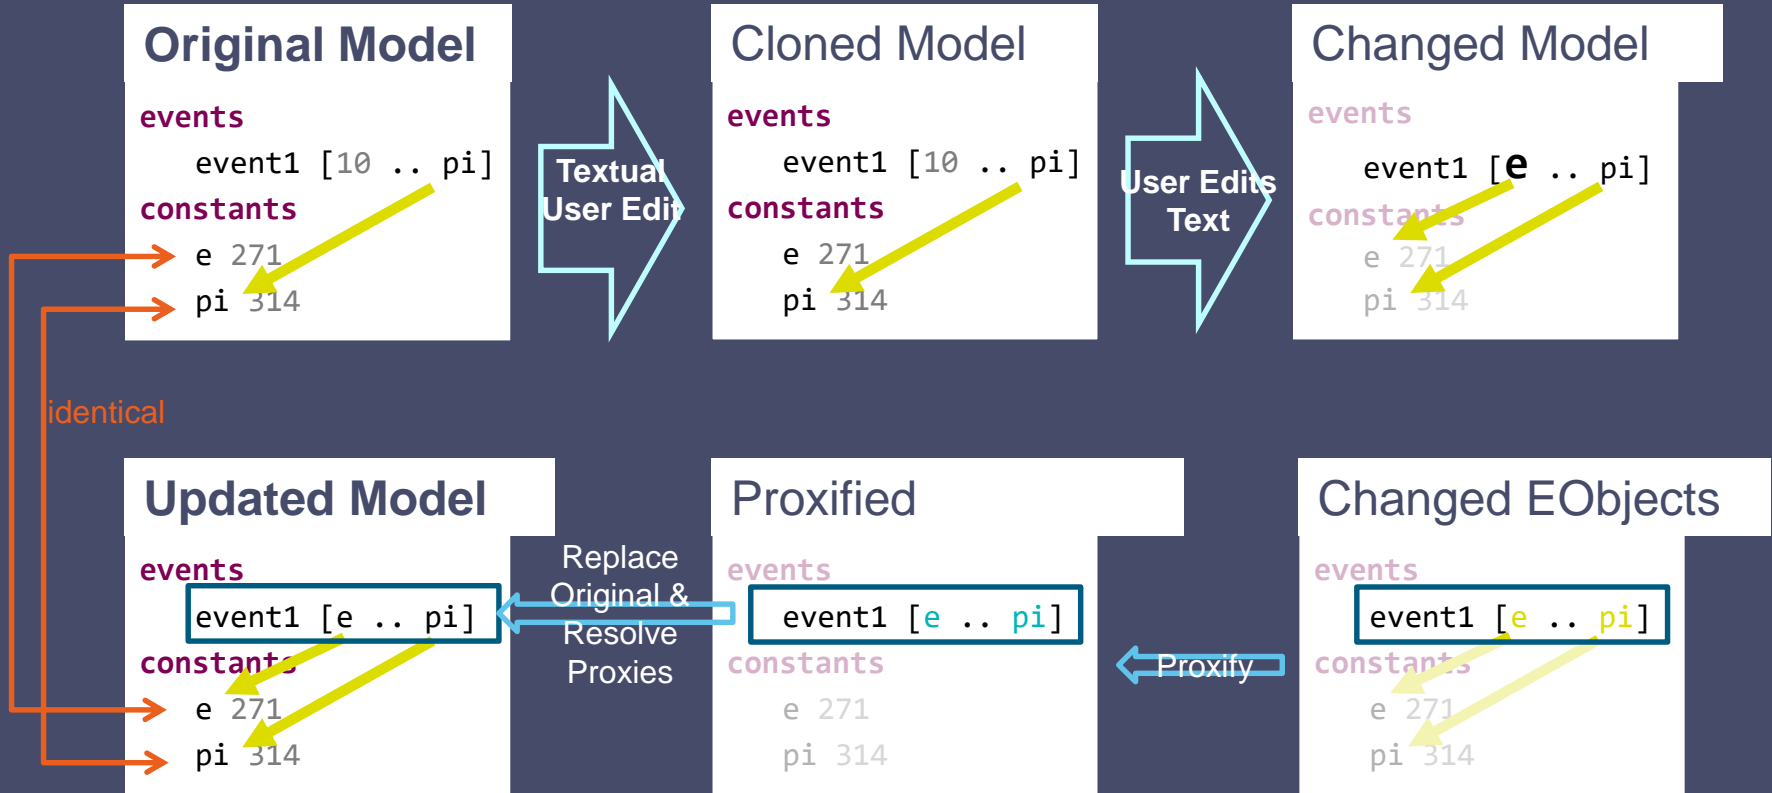 Original Model
events
event1 [10 .. pi]
constants
e 271
pi 314
Textual
User Edit
Cloned Model
events
event1 [10 .. pi]
constants
e 271
pi 314
User Edits
Text
Changed Model
events
event1 [e .. pi]
constants
e 271
pi 314
identical
Updated Model
events
event1 [e .. pi]
constants
e 271
pi 314
Replace
Original &
Resolve
Proxies
Proxified
events
event1 [e .. pi]
constants
e 271
pi 314
Proxify
Changed EObjects
events
event1 [e .. pi]
constants
e 271
pi 314